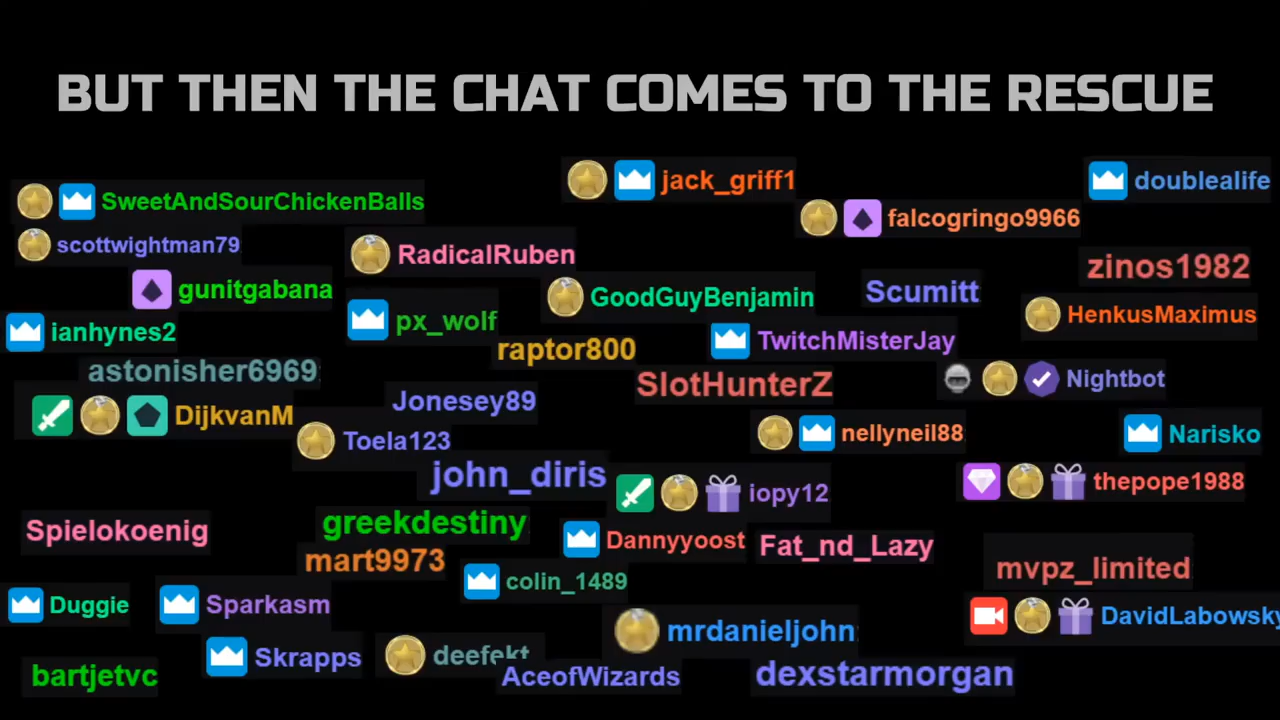 BUT THEN THE CHAT COMES TO THE RESCUE
jack_griff1
doublealife
SweetAndSourChickenBalls
falcogringo9966
scottwightman79
RadicalRuben
zinos1982
gunitgabana
GoodGuyBenjamin
Scumitt
HenkusMaximus
ianhynes2
px_wolf
raptor800
TwitchMisterJay
astonisher6969
SlotHunterZ
Nightbot
DijkvanM
Jonesey89
Toela123
nellyneil88
Narisko
john_diris
iopy12
thepope1988
Spielokoenig
greekdestiny
Dannyyoost
Fat_nd_Lazy
mart9973
mvpz_limited
colin_1489
Duggie
Sparkasm
DavidLabowsky
mrdanieljohn
Skrapps
deefekt
bartjetvc
AceofWizards
dexstarmorgan